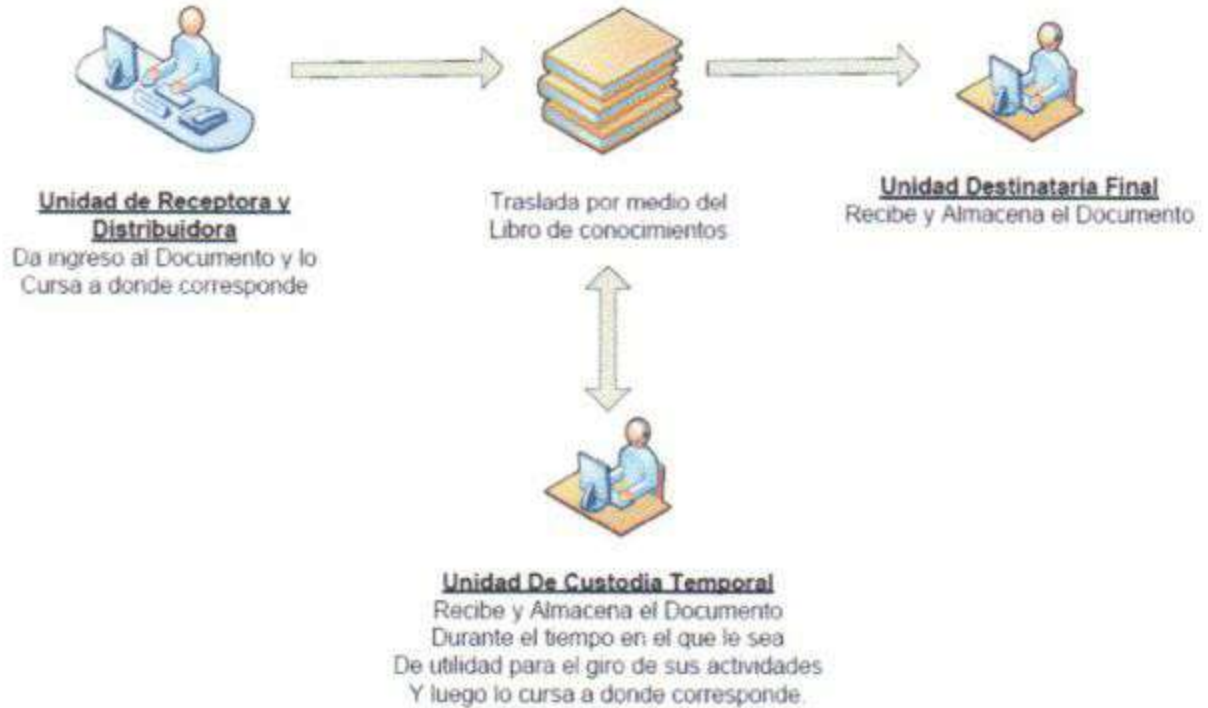 Unidad de Receptora y
Distribuidora
Da ingreso al Documento y lo
Cursa a donde corresponde
Traslada por medio del
Libro de conocimientos
Unidad Destinataria Final
Recibe y Almacena el Documento
Unidad De Custodia Temporal
Recibe y Almacena el Documento
Durante el tiempo en el que le sea
De utilidad para el giro de sus actividades
Y luego lo cursa a donde corresponde.